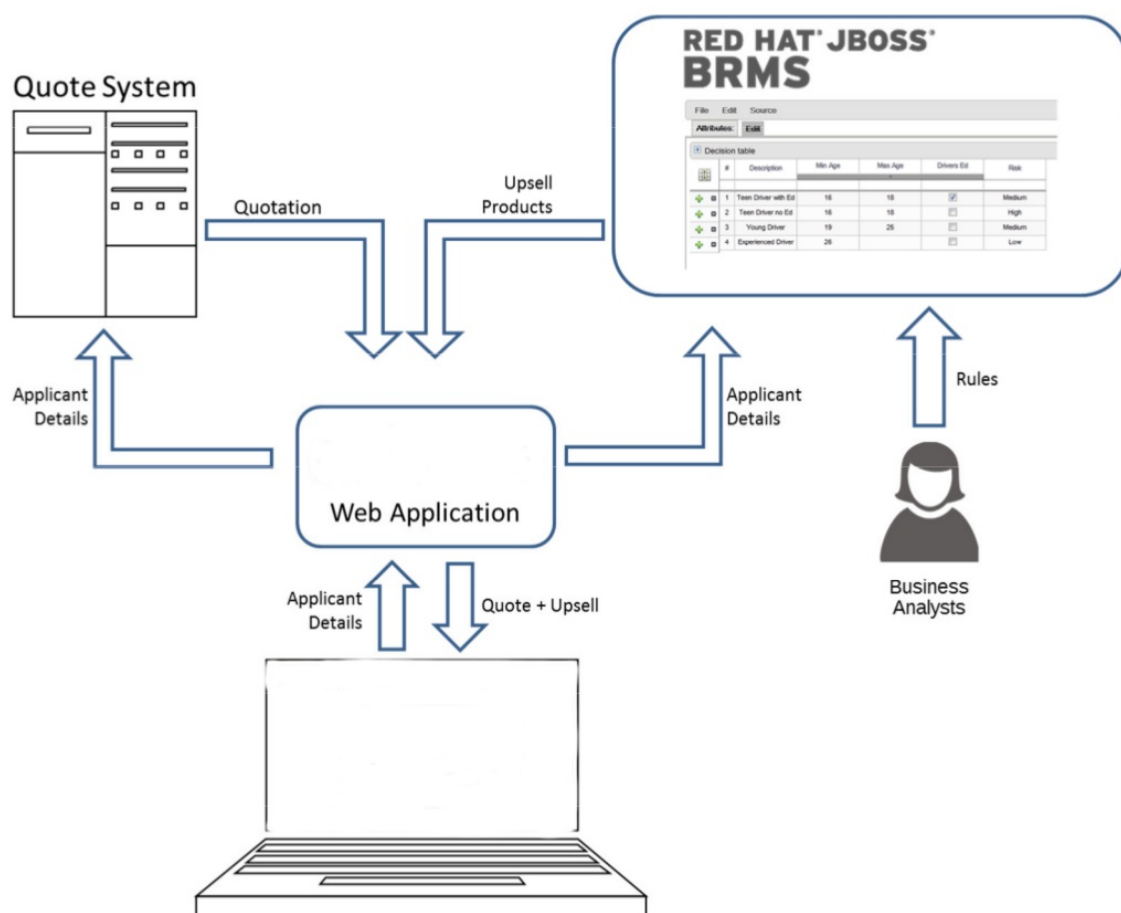 RED HAT® JBOSS®
BRMS
Quote System
File Edit Source
Attributes: Edit
Decision table
# Description Min Age Max Age Drivers Ed Risk
1 Teen Driver with Ed 16 18 Medium
2 Teen Driver no Ed 16 18 High
3 Young Driver 19 25 Medium
4 Experienced Driver 26 Low
Quotation
Upsell
Products
Applicant
Details
Applicant
Details
Rules
Web Application
Business
Analysts
Applicant
Details
Quote + Upsell